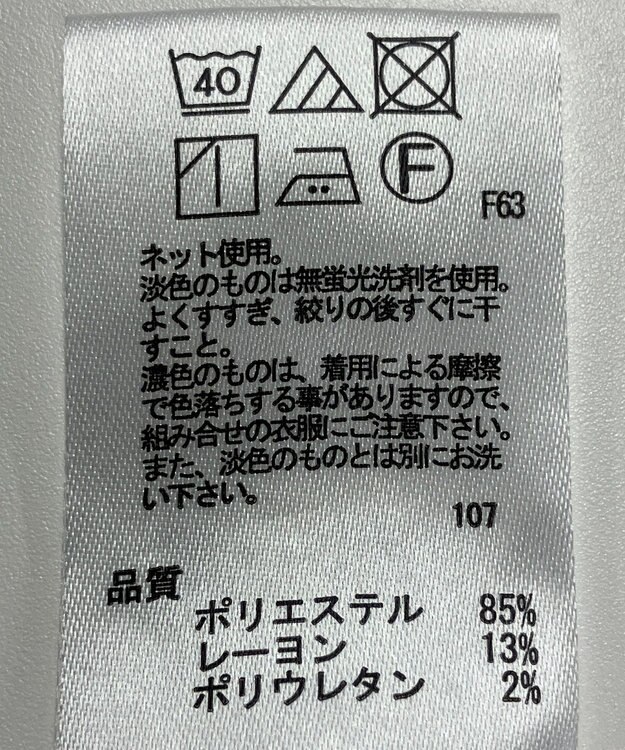 40
F
F63
ネット使用。
淡色のものは無蛍光洗剤を使用。
よくすすぎ、絞りの後すぐに干
すこと。
濃色のものは、着用による摩擦
で色落ちする事がありますので、
組み合せの衣服にご注意下さい。
また、淡色のものとは別にお洗
い下さい。
107
品質
ポリエステル 85%
レーヨン 13%
ポリウレタン 2%